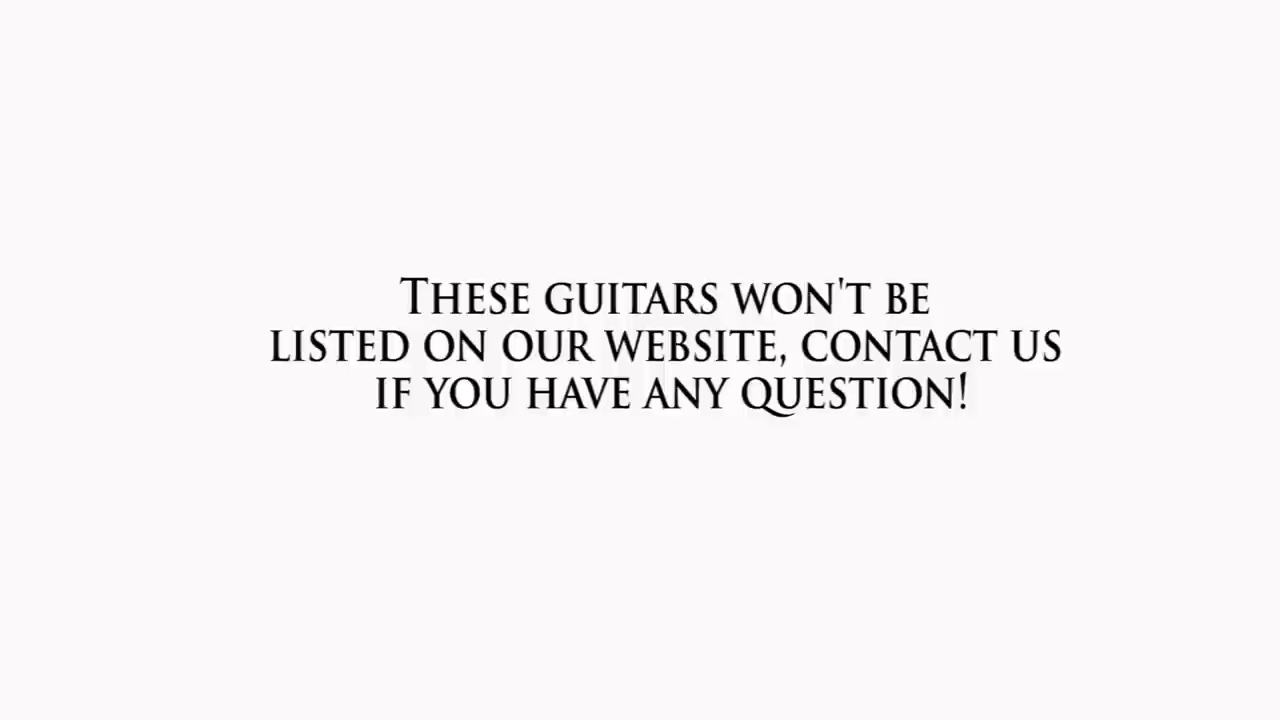 These guitars won't be
listed on our website, contact us
if you have any question!